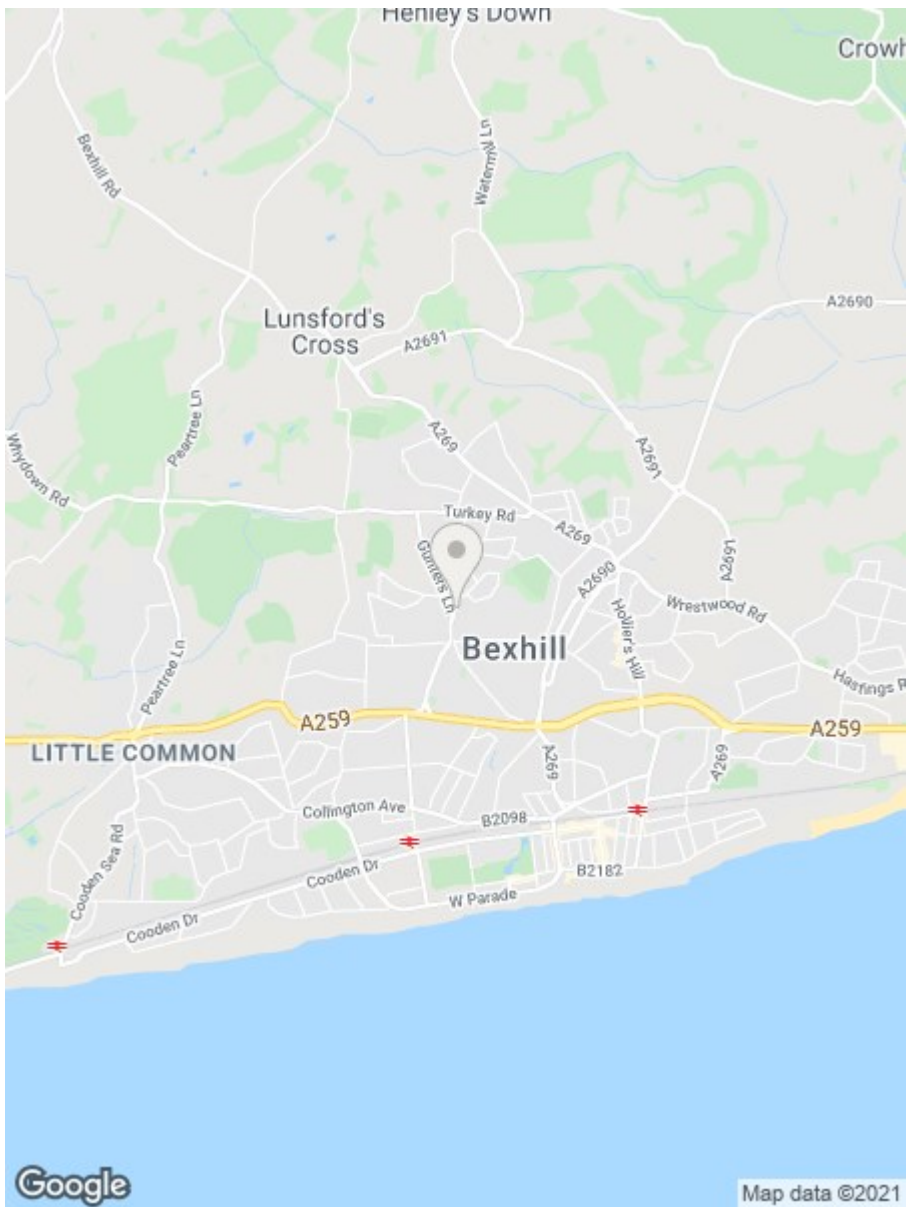 Henley's Down
Crowh
Bexhill Rd
Watermill Ln
A2690
Lunsford's
Cross
A2691
Peartree Ln
A269
Whydown Rd
A2691
Turkey Rd
A269
Gunters Ln
A2690
A2691
Wrestwood Rd
Hollier's Hill
Bexhill
Peartree Ln
Hastings R
A259
A259
LITTLE COMMON
A269
A269
Collington Ave
B2098
Cooden Sea Rd
Cooden Dr
B2182
W Parade
Cooden Dr
Google
Map data ©2021